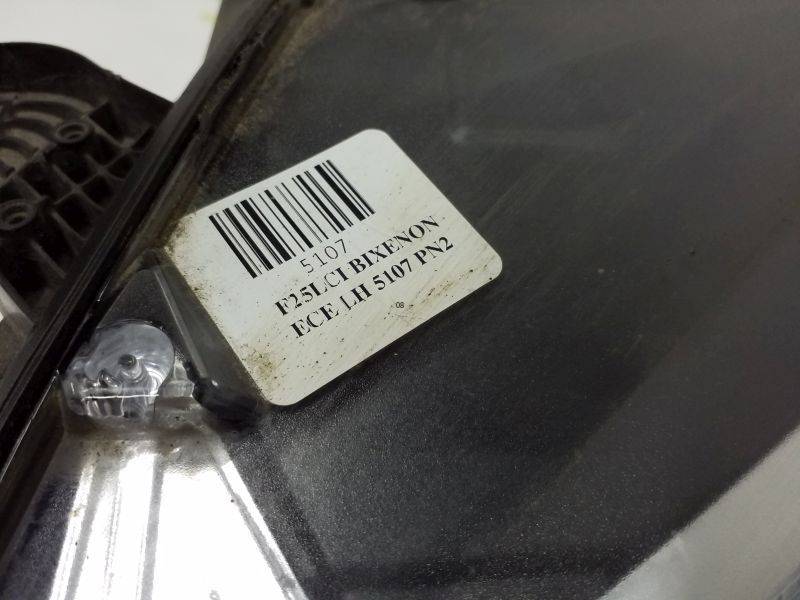 5107
F25LCI BIXENON
ECE LH 5107 PN2
08